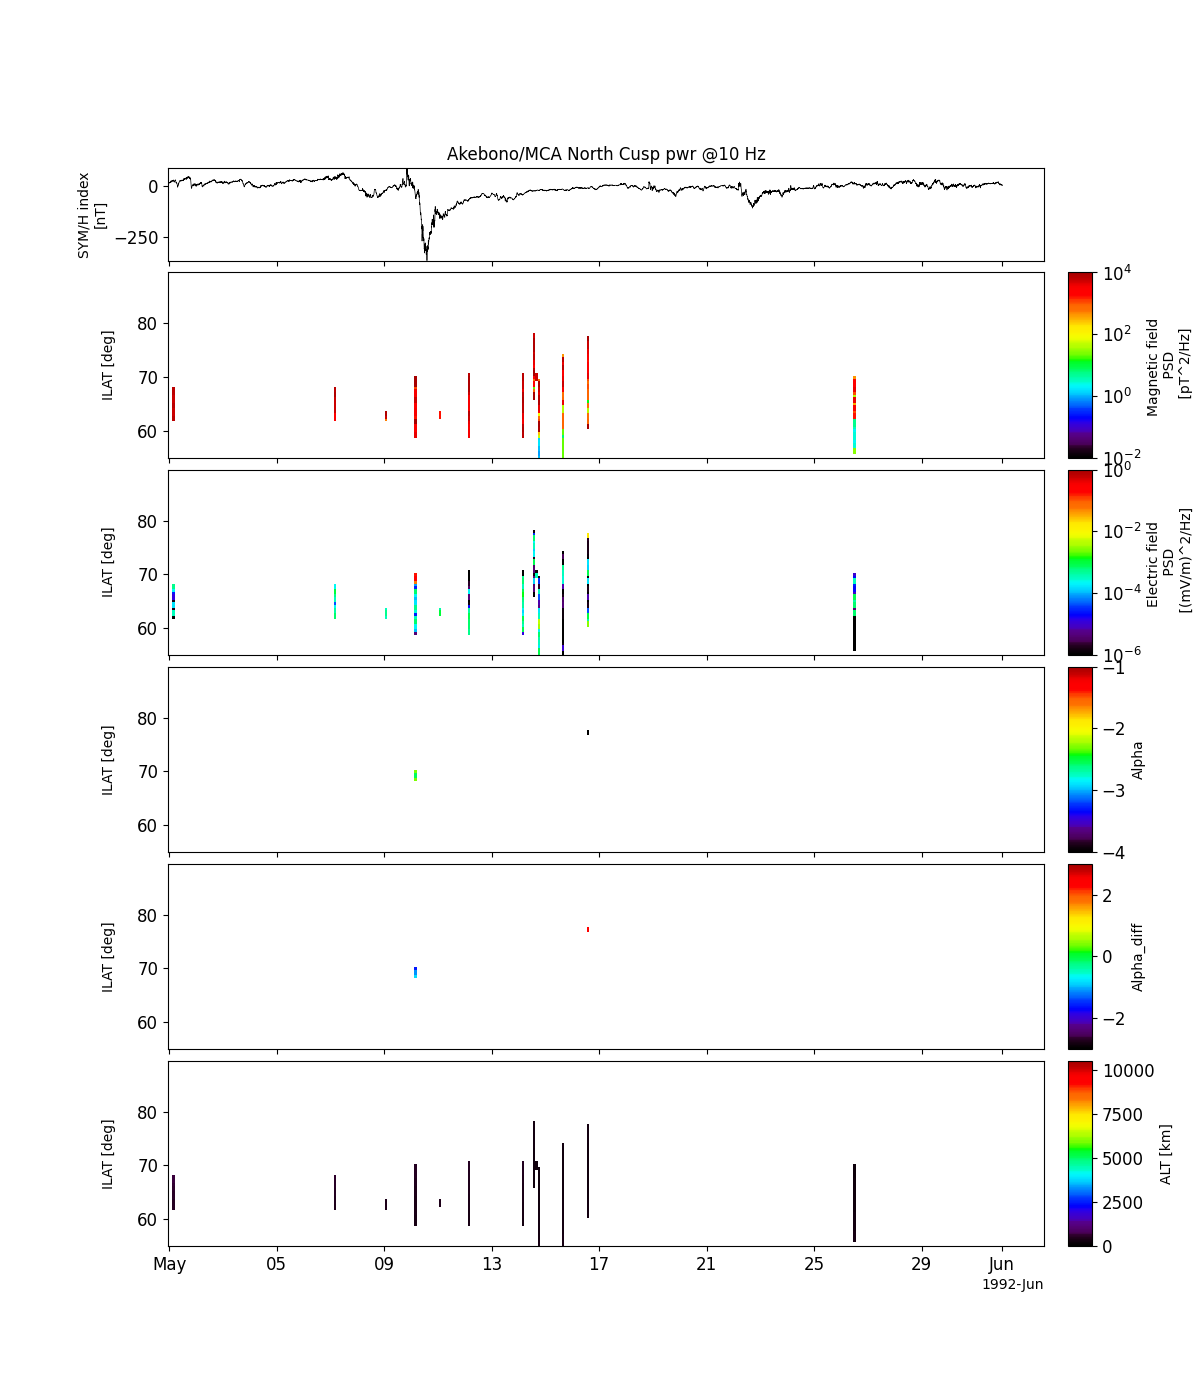 Akebono/MCA North Cusp pwr @10 Hz
SYM/H index
[nT]
0
−250
ILAT [deg]
80
70
60
10^4
10^2
10^0
10^−2
Magnetic field
PSD
[pT^2/Hz]
ILAT [deg]
80
70
60
10^0
10^−2
10^−4
10^−6
Electric field
PSD
[(mV/m)^2/Hz]
ILAT [deg]
80
70
60
−1
−2
−3
−4
Alpha
ILAT [deg]
80
70
60
2
0
−2
Alpha_diff
ILAT [deg]
80
70
60
10000
7500
5000
2500
0
ALT [km]
May 05 09 13 17 21 25 29 Jun
1992-Jun